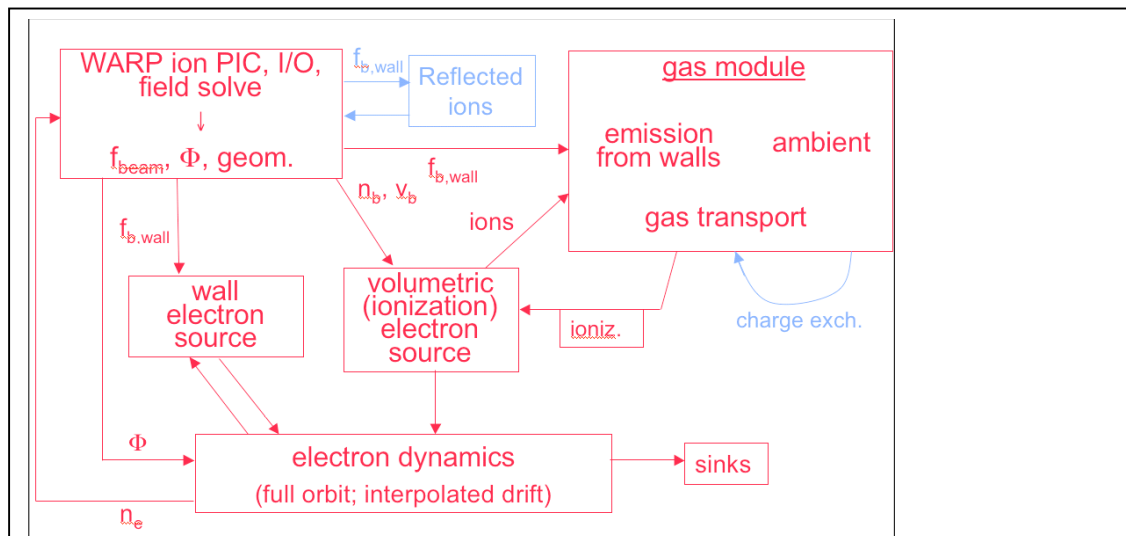 WARP ion PIC, I/O,
field solve
↓
f_beam, Φ, geom.
f_b,wall
Reflected
ions
gas module
emission
from walls
ambient
gas transport
f_b,wall
n_b, v_b
ions
f_b,wall
wall
electron
source
volumetric
(ionization)
electron
source
ioniz.
charge exch.
Φ
electron dynamics
(full orbit; interpolated drift)
sinks
n_e